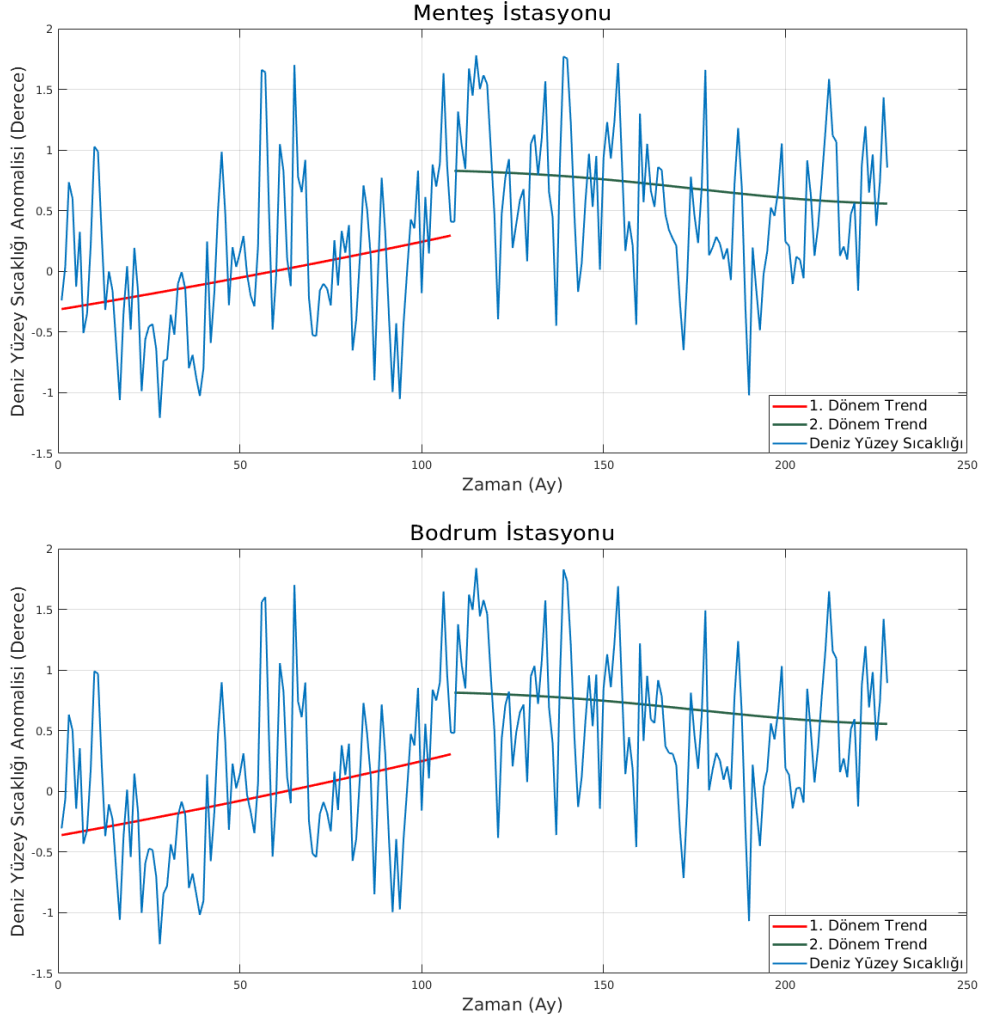 Menteş İstasyonu
Deniz Yüzey Sıcaklığı Anomalisi (Derece)
2
1.5
1
0.5
0
-0.5
-1
-1.5
0 50 100 150 200 250
Zaman (Ay)
1. Dönem Trend
2. Dönem Trend
Deniz Yüzey Sıcaklığı
Bodrum İstasyonu
Deniz Yüzey Sıcaklığı Anomalisi (Derece)
2
1.5
1
0.5
0
-0.5
-1
-1.5
0 50 100 150 200 250
Zaman (Ay)
1. Dönem Trend
2. Dönem Trend
Deniz Yüzey Sıcaklığı